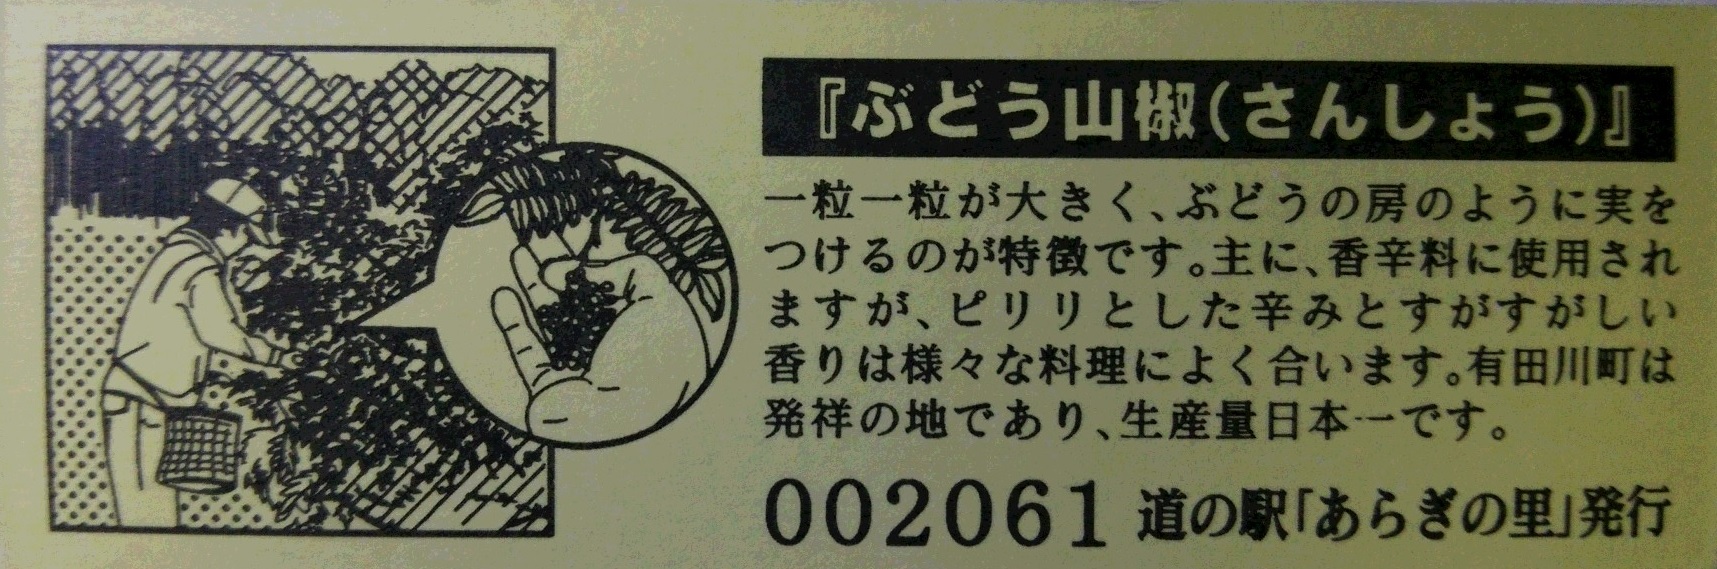 『ぶどう山椒(さんしょう)』
一粒一粒が大きく、ぶどうの房のように実を
つけるのが特徴です。主に、香辛料に使用され
ますが、ピリリとした辛みとすがすがしい
香りは様々な料理によく合います。有田川町は
発祥の地であり、生産量日本一です。
002061 道の駅「あらぎの里」発行